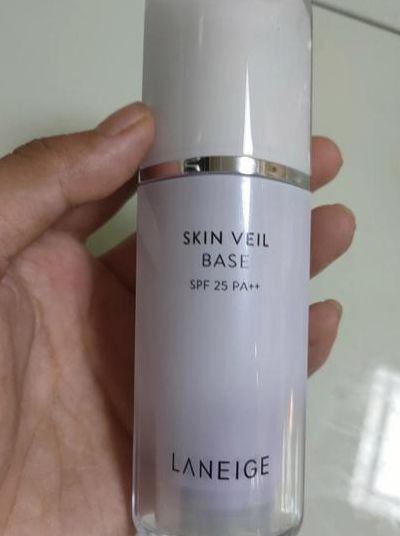 SKIN VEIL
BASE
SPF 25 PA++
LANEIGE